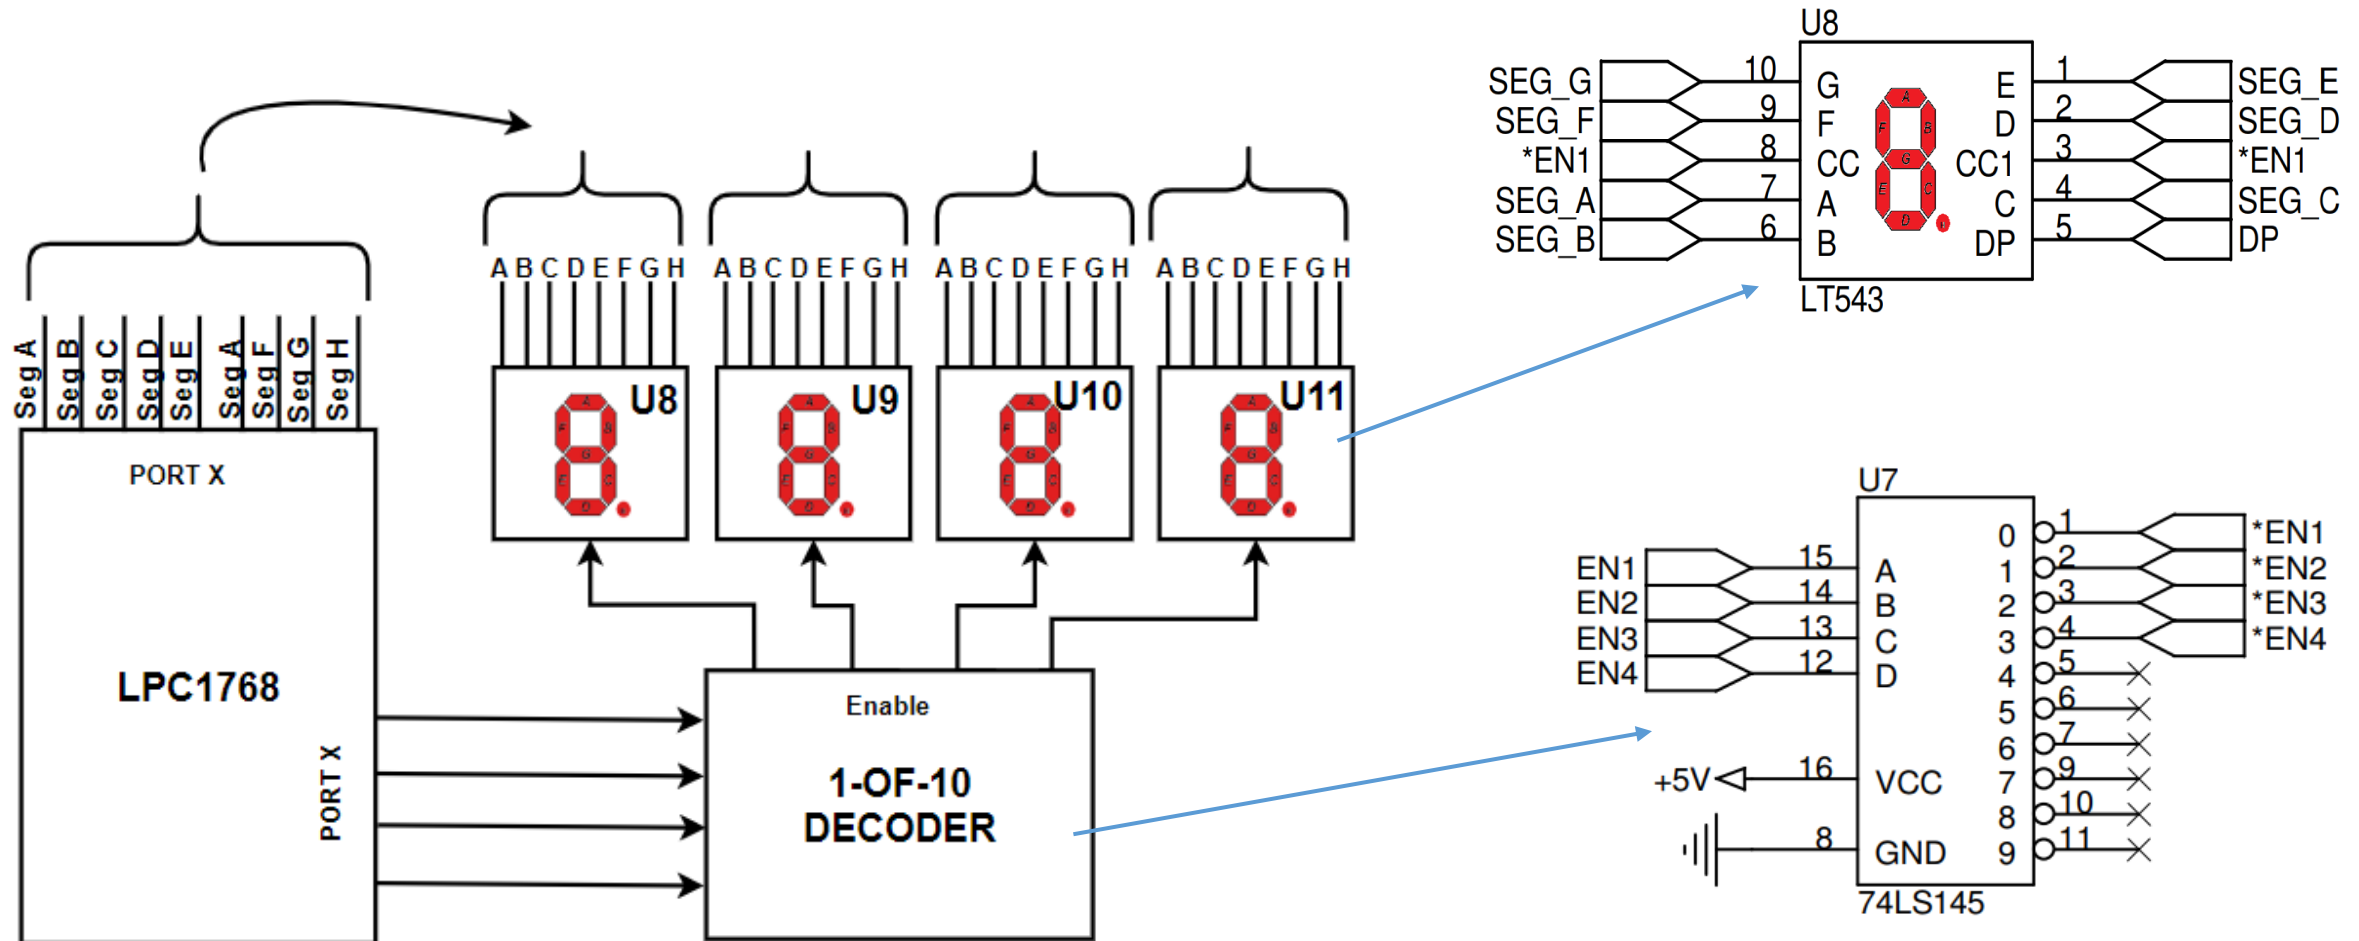 Seg A
Seg B
Seg C
Seg D
Seg E
Seg A
Seg F
Seg G
Seg H
PORT X
LPC1768
PORT X
A B C D E F G H
A B C D E F G H
A B C D E F G H
A B C D E F G H
U8
A
F
B
G
E
C
D
U9
A
F
B
G
E
C
D
U10
A
F
B
G
E
C
D
U11
A
F
B
G
E
C
D
Enable
1-OF-10
DECODER
U8
SEG_G 10 G E 1 SEG_E
SEG_F 9 F D 2 SEG_D
*EN1 8 CC CC1 3 *EN1
SEG_A 7 A C 4 SEG_C
SEG_B 6 B DP 5 DP
A
F
B
G
E
C
D
LT543
U7
0 1 *EN1
EN1 15 A 1 2 *EN2
EN2 14 B 2 3 *EN3
EN3 13 C 3 4 *EN4
EN4 12 D 4 5
5 6
6 7
+5V 16 VCC 7 9
8 10
8 GND 9 11
74LS145